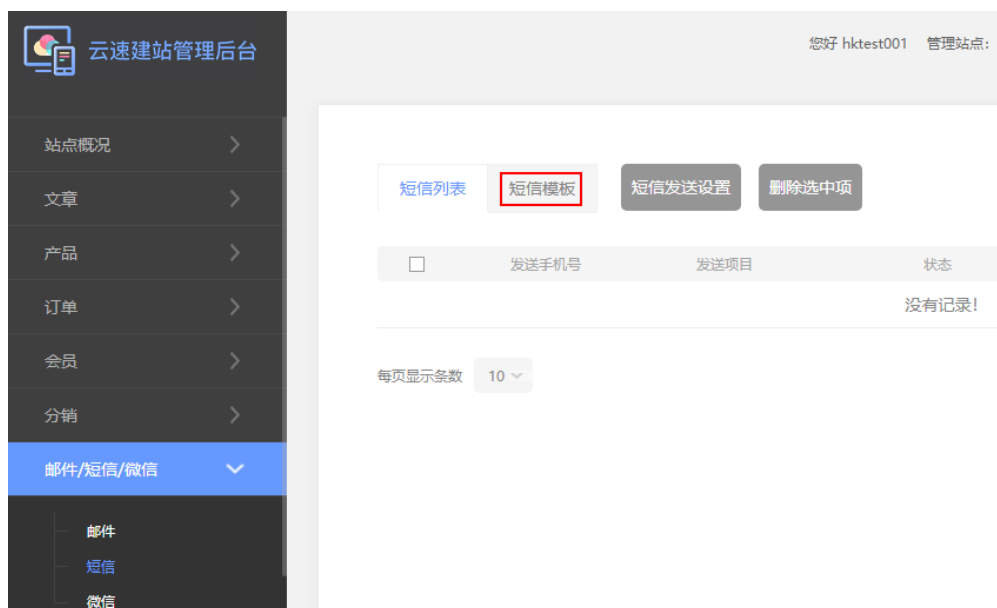 云速建站管理后台
您好 hktest001 管理站点:
站点概况
文章
产品
订单
会员
分销
邮件/短信/微信
邮件
短信
微信
短信列表 短信模板 短信发送设置 删除选中项
发送手机号 发送项目 状态
没有记录!
每页显示条数 10